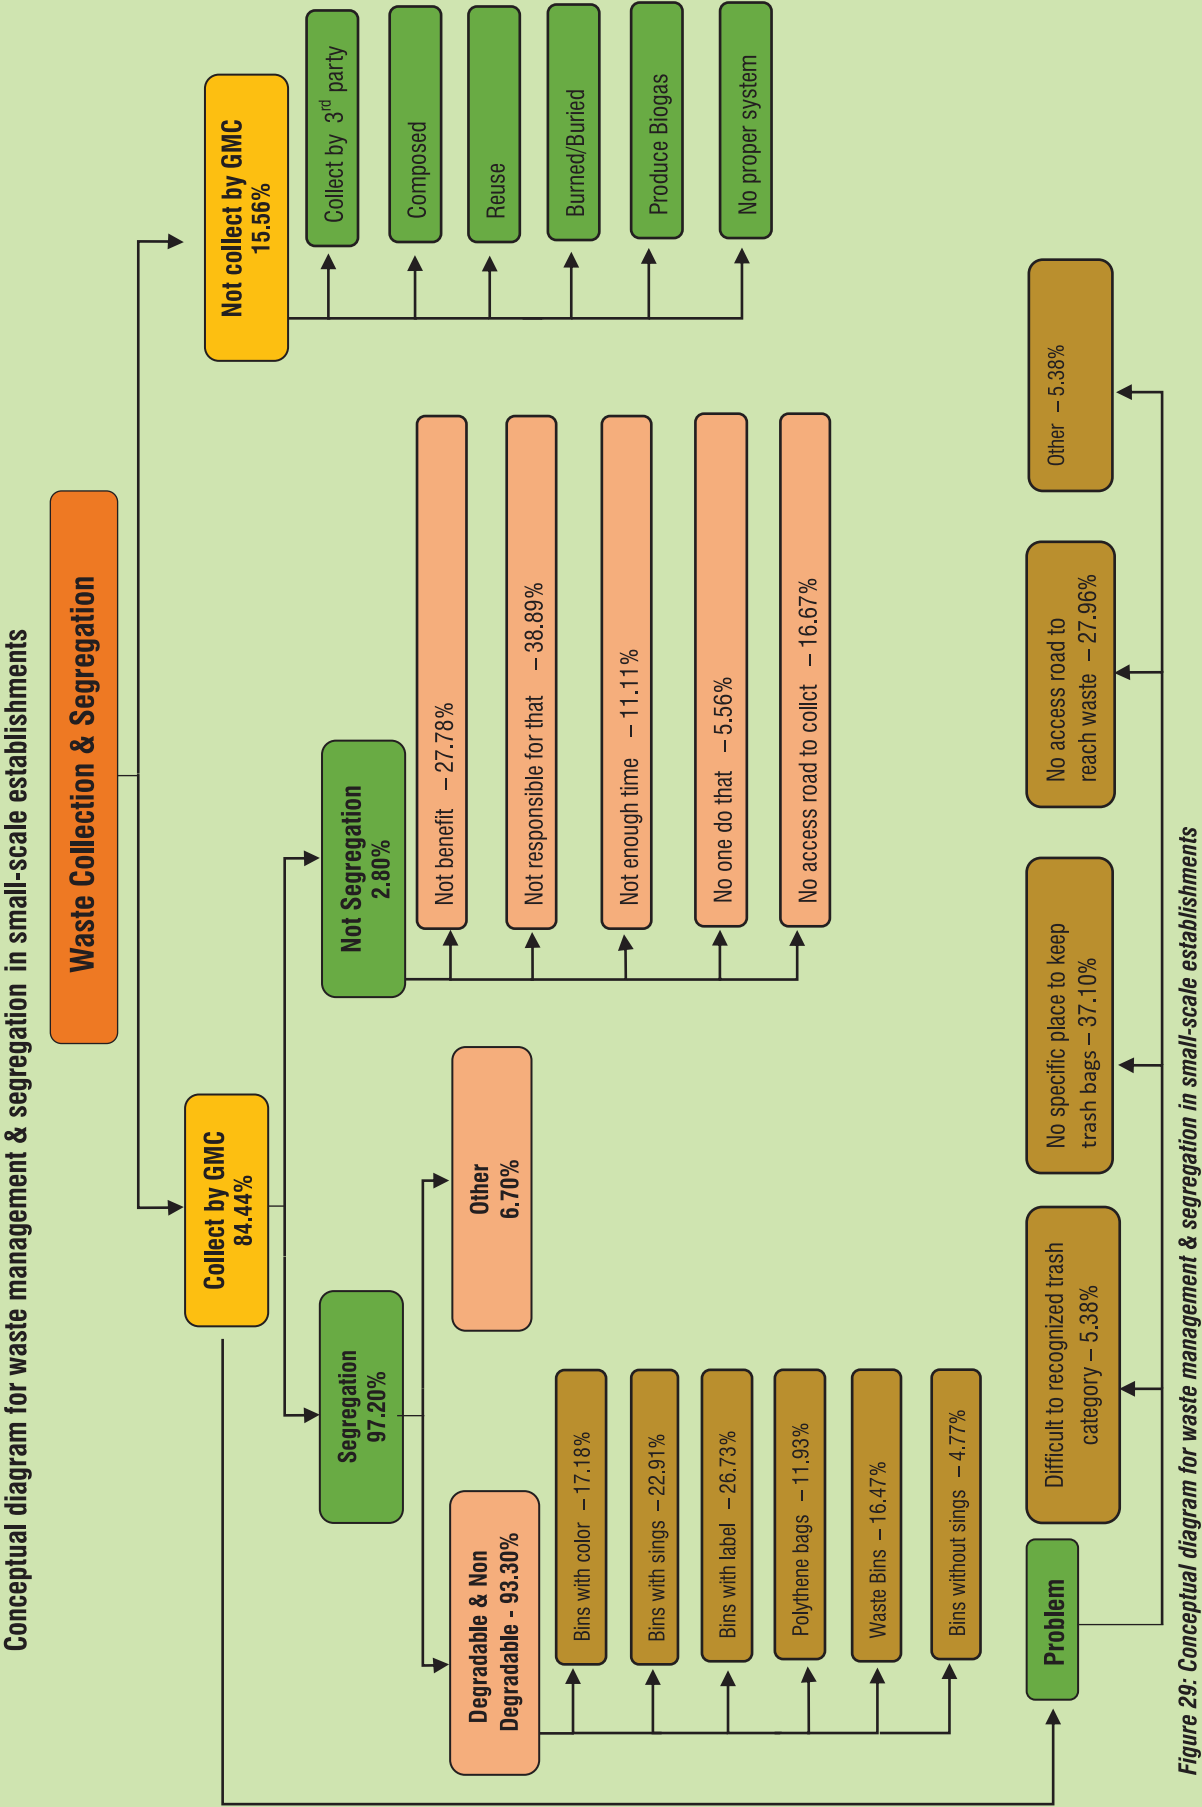 Conceptual diagram for waste management & segregation in small-scale establishments
Waste Collection & Segregation
Collect by GMC
84.44%
Not collect by GMC
15.56%
Segregation
97.20%
Not Segregation
2.80%
Degradable & Non
Degradable - 93.30%
Other
6.70%
Bins with color – 17.18%
Bins with sings – 22.91%
Bins with label – 26.73%
Polythene bags – 11.93%
Waste Bins – 16.47%
Bins without sings – 4.77%
Not benefit – 27.78%
Not responsible for that – 38.89%
Not enough time – 11.11%
No one do that – 5.56%
No access road to collct – 16.67%
Collect by 3rd party
Composed
Reuse
Burned/Buried
Produce Biogas
No proper system
Problem
Difficult to recognized trash
category – 5.38%
No specific place to keep
trash bags – 37.10%
No access road to
reach waste – 27.96%
Other – 5.38%
Figure 29: Conceptual diagram for waste management & segregation in small-scale establishments